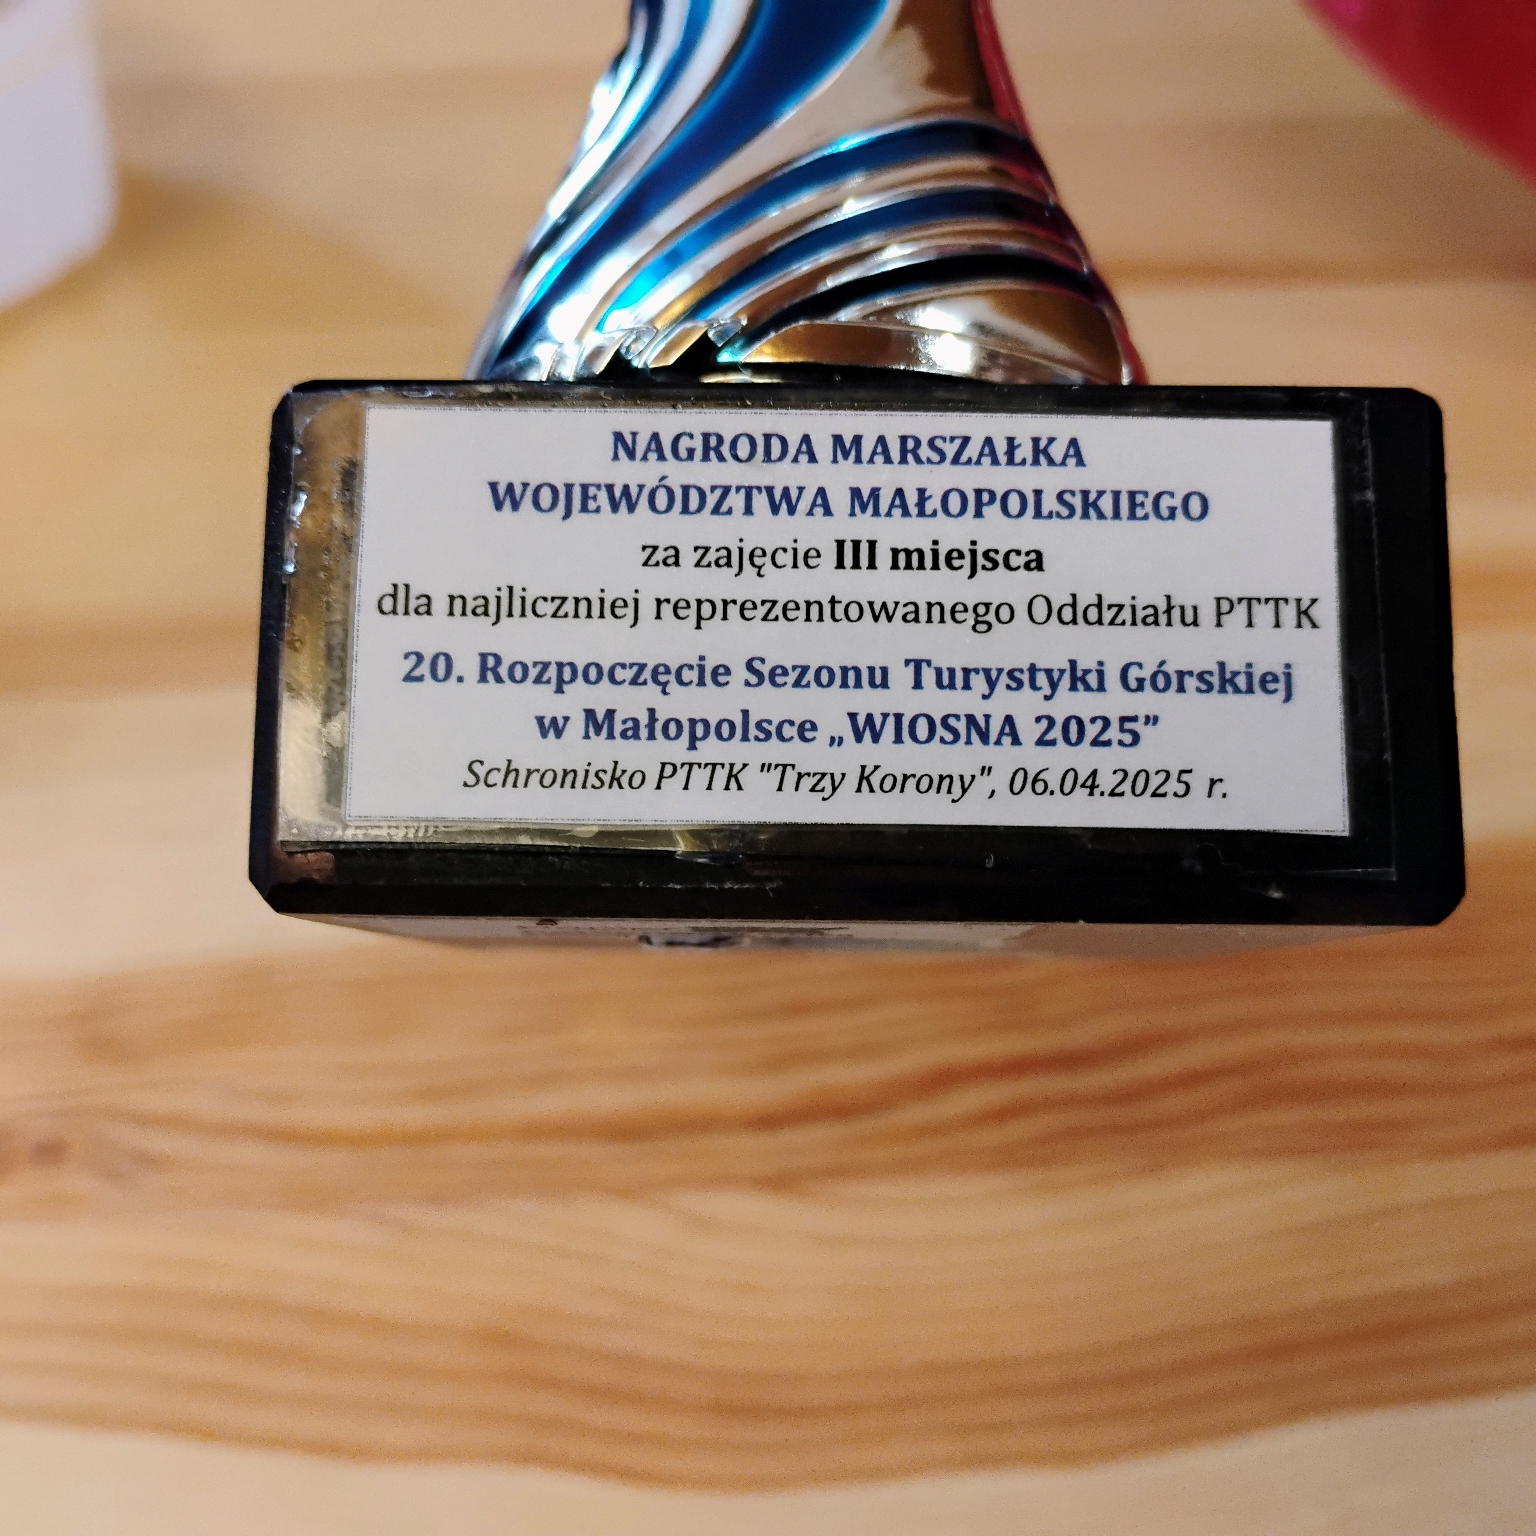 NAGRODA MARSZAŁKA
WOJEWÓDZTWA MAŁOPOLSKIEGO
za zajęcie III miejsca
dla najliczniej reprezentowanego Oddziału PTTK
20. Rozpoczęcie Sezonu Turystyki Górskiej
w Małopolsce „WIOSNA 2025”
Schronisko PTTK "Trzy Korony", 06.04.2025 r.